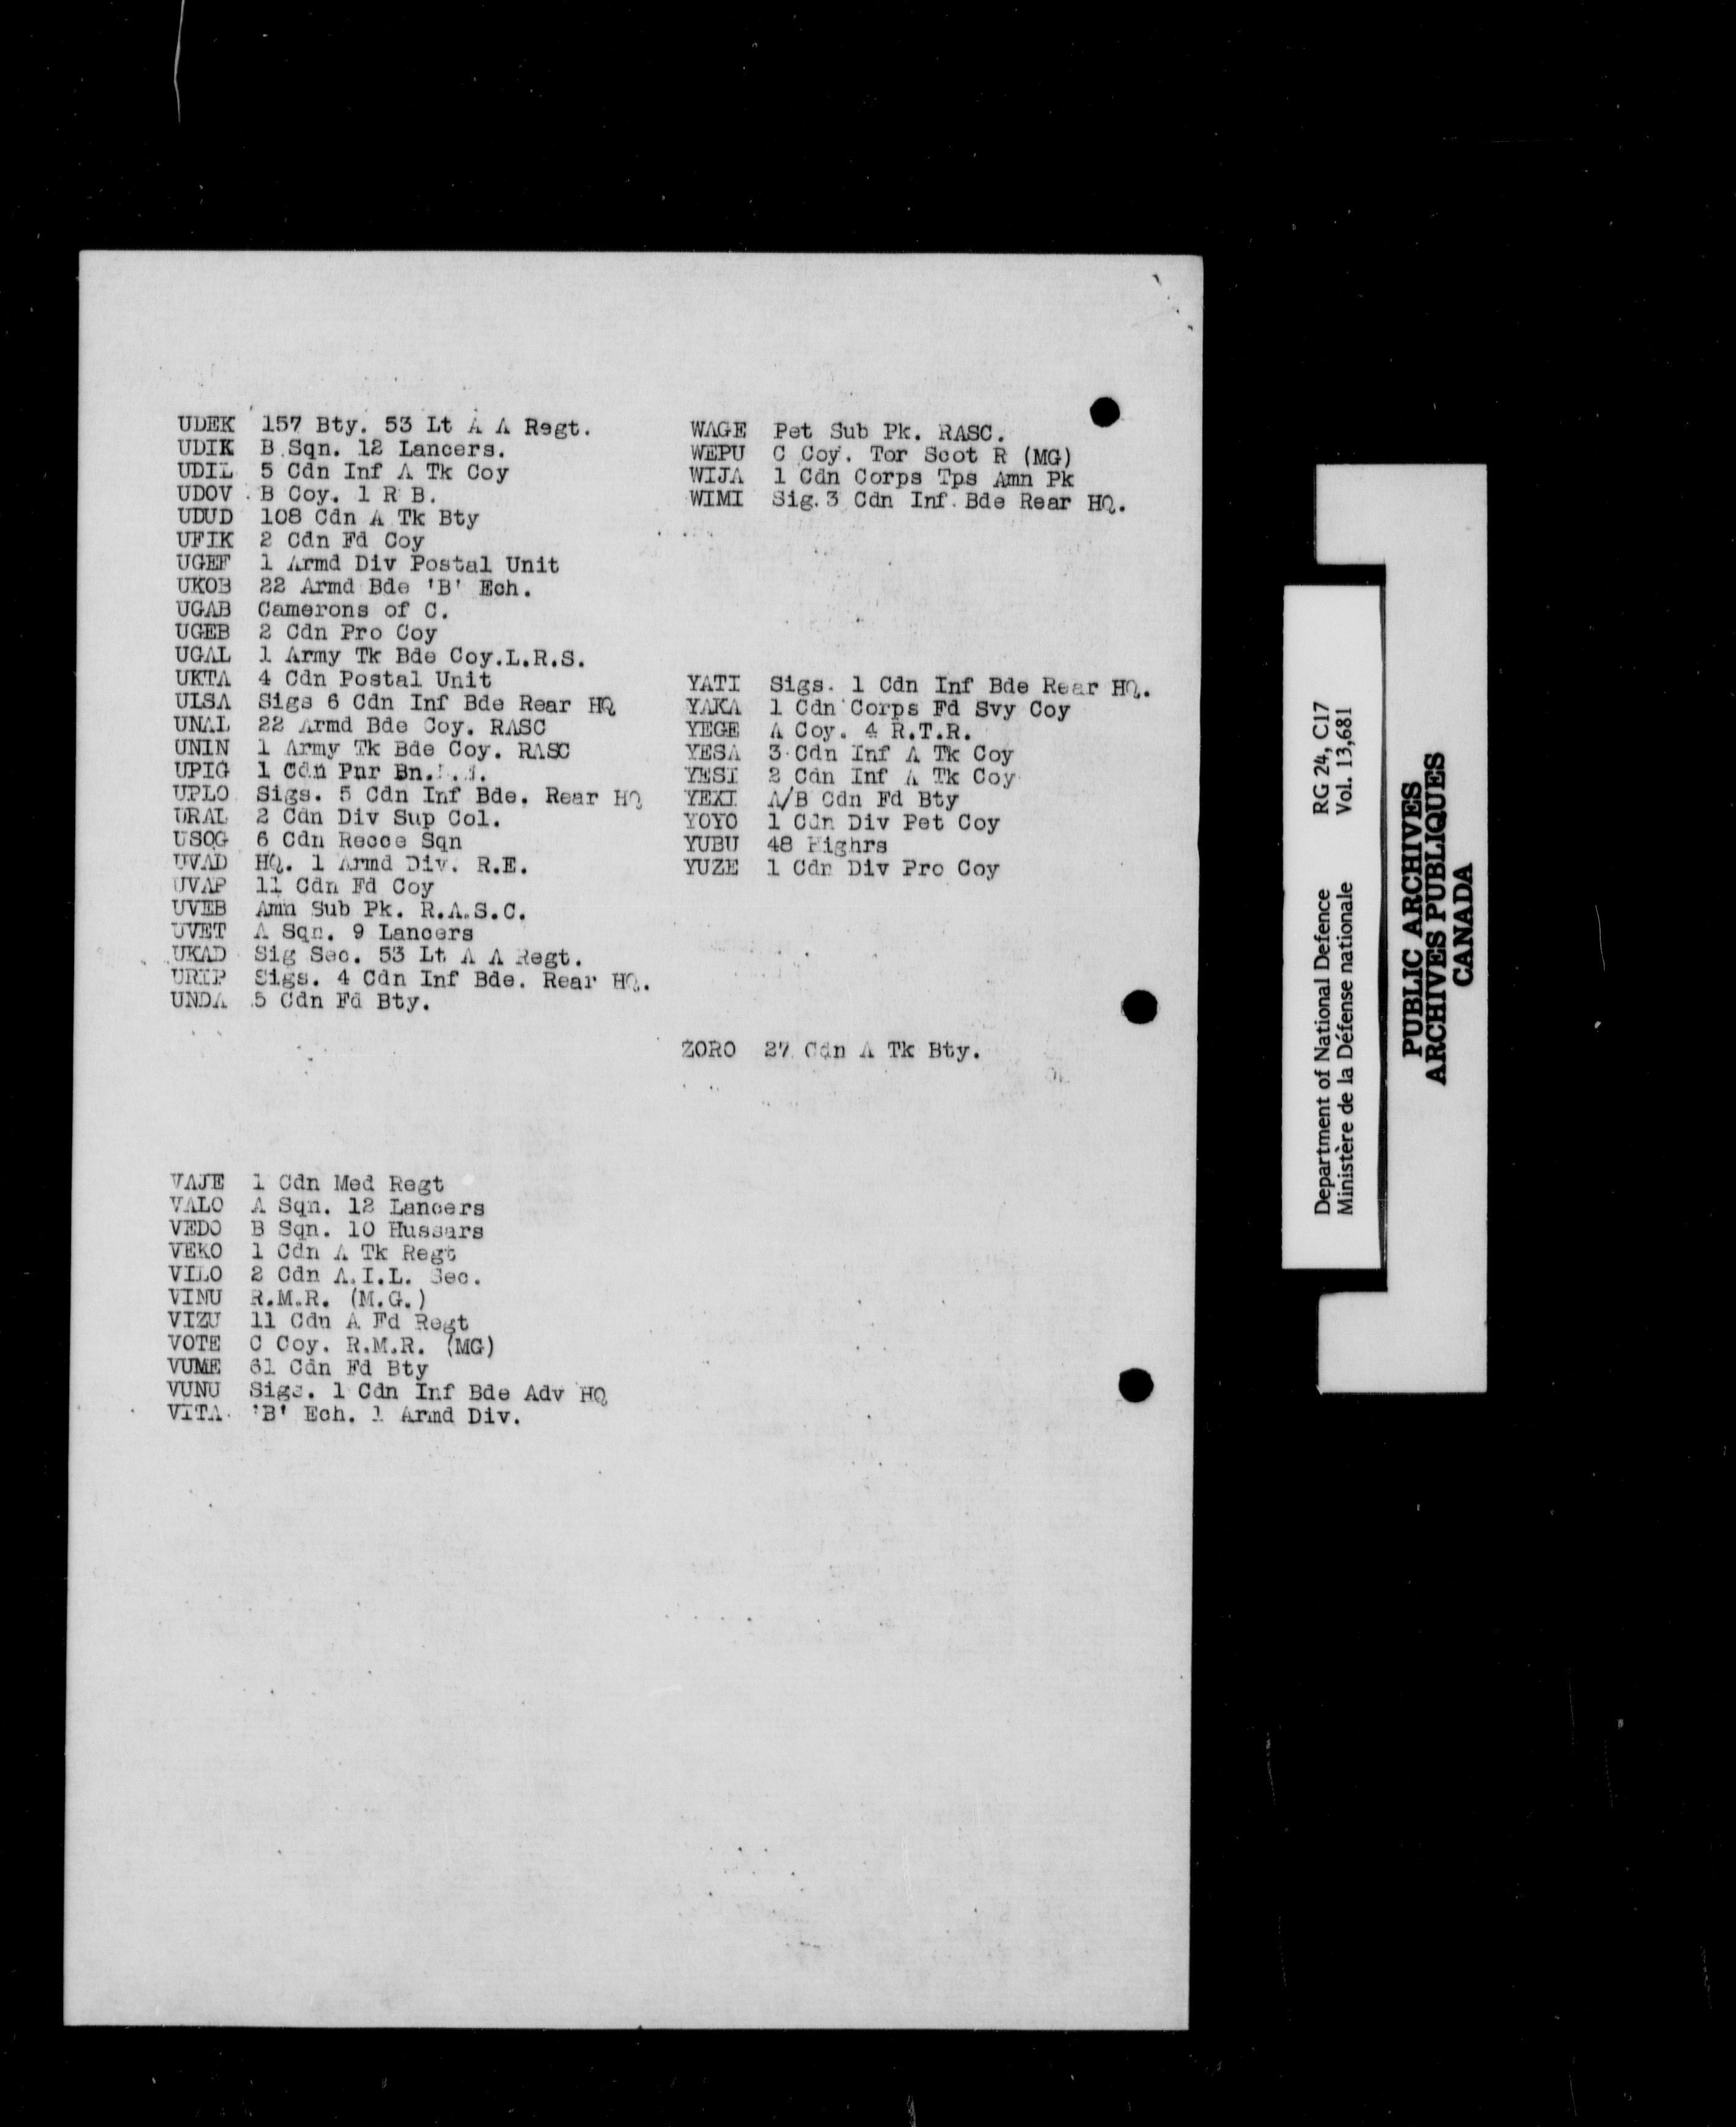 UDEK 157 Bty. 53 Lt A A Regt.
UDIK B Sqn. 12 Lancers.
UDIL 5 Cdn Inf A Tk Coy
UDOV B Coy. 1 R B.
UDUD 108 Cdn A Tk Bty
UFIK 2 Cdn Fd Coy
UGEF 1 Armd Div Postal Unit
UKOB 22 Armd Bde 'B' Ech.
UGAB Camerons of C.
UGEB 2 Cdn Pro Coy
UGAL 1 Army Tk Bde Coy.L.R.S.
UKTA 4 Cdn Postal Unit
ULSA Sigs 6 Cdn Inf Bde Rear HQ
UNAL 22 Armd Bde Coy. RASC
UNIN 1 Army Tk Bde Coy. RASC
UPIG 1 Cdn Pnr Bn.
UPLO Sigs. 5 Cdn Inf Bde. Rear HQ
URAL 2 Cdn Div Sup Col.
USOG 6 Cdn Recce Sqn
UVAD HQ. 1 Armd Div. R.E.
UVAP 11 Cdn Fd Coy
UVEB Amn Sub Pk. R.A.S.C.
UVET A Sqn. 9 Lancers
UKAD Sig Sec. 53 Lt A A Regt.
URIP Sigs. 4 Cdn Inf Bde. Rear HQ.
UNDA 5 Cdn Fd Bty.
VAJE 1 Cdn Med Regt
VALO A Sqn. 12 Lancers
VEDO B Sqn. 10 Hussars
VEKO 1 Cdn A Tk Regt
VILO 2 Cdn A.I.L. Sec.
VINU R.M.R. (M.G.)
VIZU 11 Cdn A Fd Regt
VOTE C Coy. R.M.R. (MG)
VUME 61 Cdn Fd Bty
VUNU Sigs. 1 Cdn Inf Bde Adv HQ
VITA 'B' Ech. 1 Armd Div.
WAGE Pet Sub Pk. RASC.
WEPU C Coy. Tor Scot R (MG)
WIJA 1 Cdn Corps Tps Amn Pk
WIMI Sig. 3 Cdn Inf Bde Rear HQ.
YATI Sigs. 1 Cdn Inf Bde Rear HQ.
YAKA 1 Cdn Corps Fd Svy Coy
YEGE A Coy. 4 R.T.R.
YESA 3 Cdn Inf A Tk Coy
YESI 2 Cdn Inf A Tk Coy
YEXI A/B Cdn Fd Bty
YOYO 1 Cdn Div Pet Coy
YUBU 48 Highrs
YUZE 1 Cdn Div Pro Coy
ZORO 27 Cdn A Tk Bty.
Department of National Defence RG 24, C17
Ministère de la Défense nationale Vol. 13,681
PUBLIC ARCHIVES
ARCHIVES PUBLIQUES
CANADA